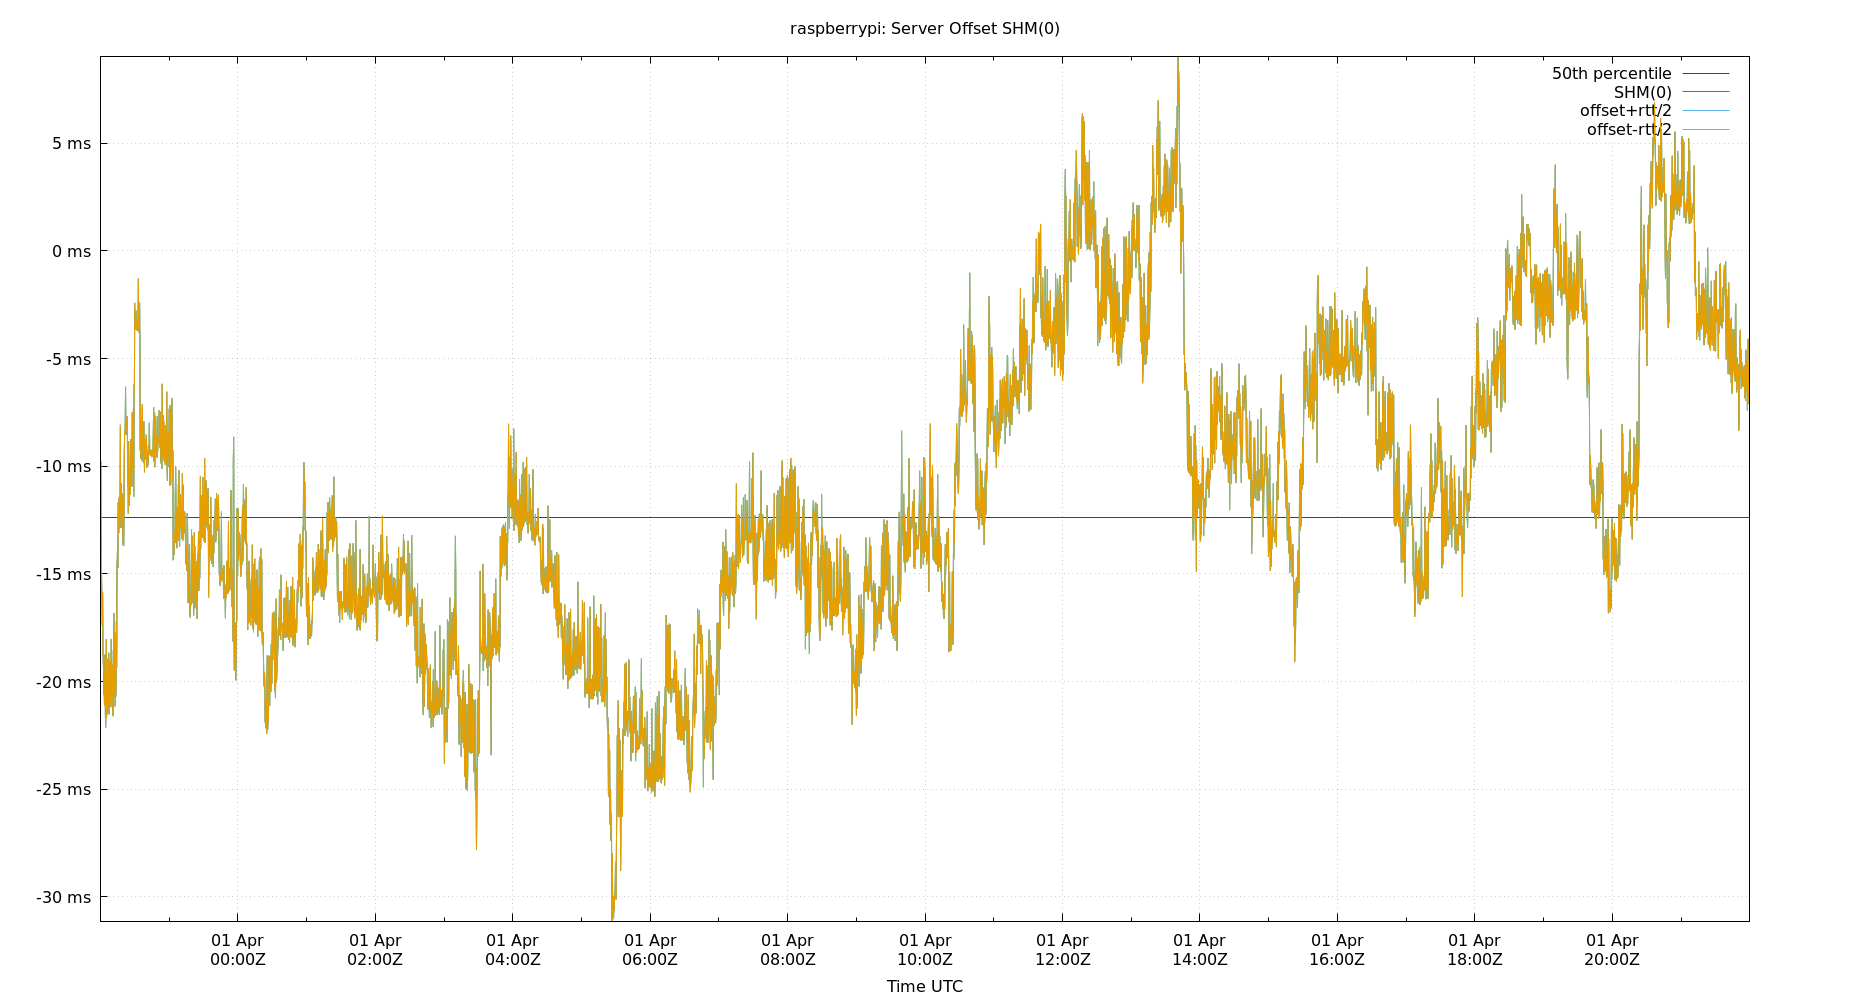 raspberrypi: Server Offset SHM(0)
50th percentile
SHM(0)
offset+rtt/2
offset-rtt/2
5 ms
0 ms
-5 ms
-10 ms
-15 ms
-20 ms
-25 ms
-30 ms
01 Apr 01 Apr 01 Apr 01 Apr 01 Apr 01 Apr 01 Apr 01 Apr 01 Apr 01 Apr 01 Apr
00:00Z 02:00Z 04:00Z 06:00Z 08:00Z 10:00Z 12:00Z 14:00Z 16:00Z 18:00Z 20:00Z
Time UTC